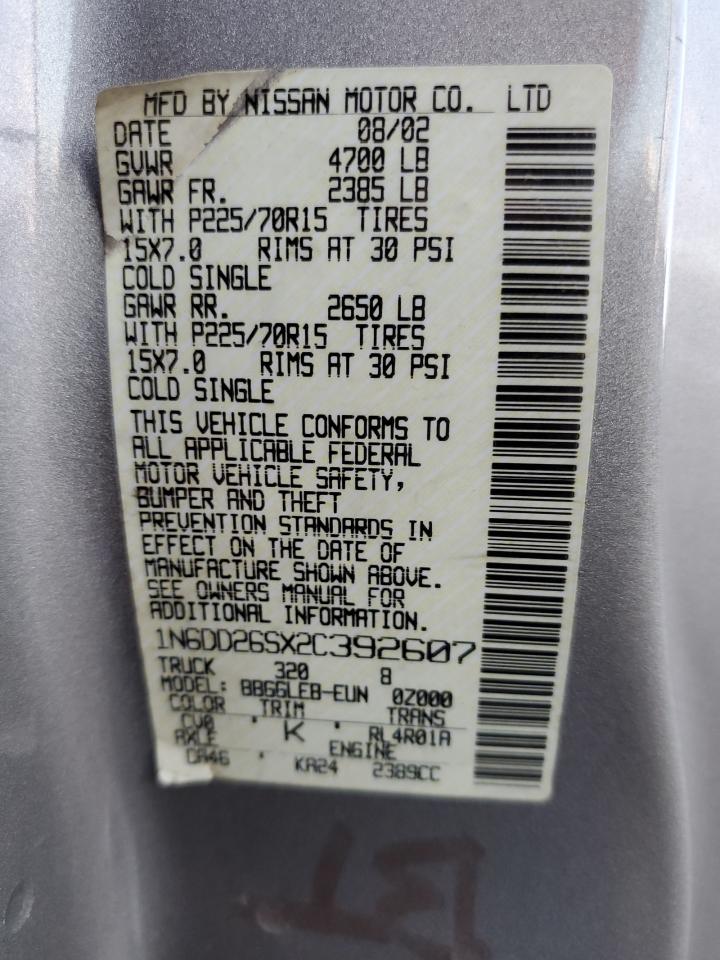 MFD BY NISSAN MOTOR CO. LTD
DATE 08/02
GVWR 4700 LB
GAWR FR. 2385 LB
WITH P225/70R15 TIRES
15X7.0 RIMS AT 30 PSI
COLD SINGLE
GAWR RR. 2650 LB
WITH P225/70R15 TIRES
15X7.0 RIMS AT 30 PSI
COLD SINGLE
THIS VEHICLE CONFORMS TO
ALL APPLICABLE FEDERAL
MOTOR VEHICLE SAFETY,
BUMPER AND THEFT
PREVENTION STANDARDS IN
EFFECT ON THE DATE OF
MANUFACTURE SHOWN ABOVE.
SEE OWNERS MANUAL FOR
ADDITIONAL INFORMATION.
1N6DD26SX2C392607
TRUCK 320 8
MODEL: BBGGLEB-EUN 0Z000
COLOR TRIM TRANS
CV0 K RL4R01A
AXLE ENGINE
CA46 KA24 2389CC